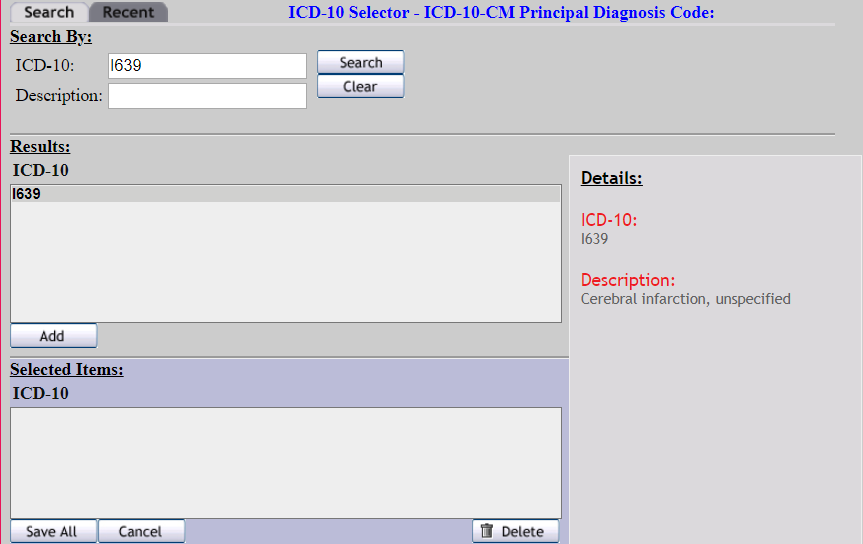 Search Recent ICD-10 Selector - ICD-10-CM Principal Diagnosis Code:
Search By:
ICD-10: I639 Search
Description: Clear
Results:
ICD-10
I639
Add
Details:
ICD-10:
I639
Description:
Cerebral infarction, unspecified
Selected Items:
ICD-10
Save All Cancel Delete